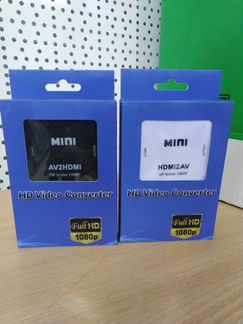 MINI
AV2HDMI
UP Scaler 1080P
HD Video Converter
Full HD
1080p
MINI
HDMI2AV
UP Scaler 1080P
HD Video Converter
Full HD
1080p